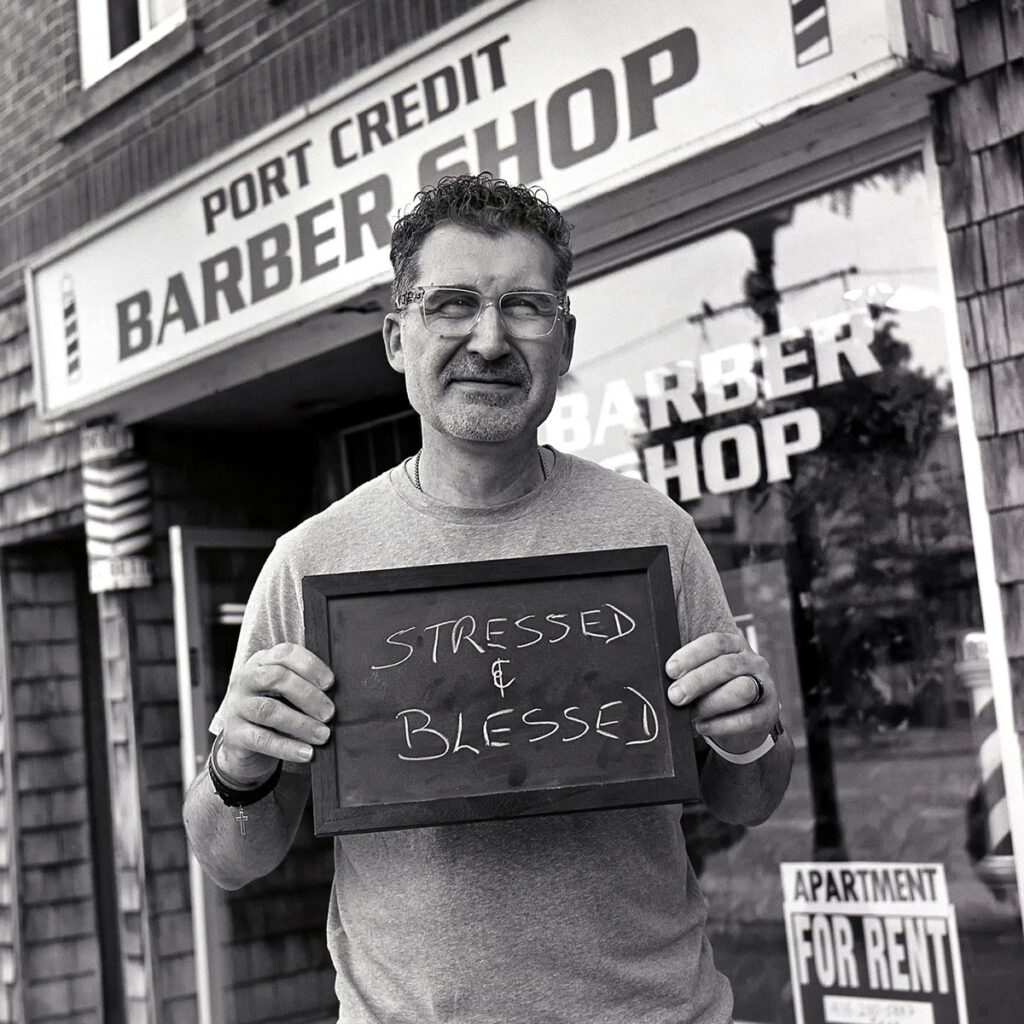 PORT CREDIT
BARBER SHOP
BARBER
SHOP
STRESSED
&
BLESSED
APARTMENT
FOR RENT